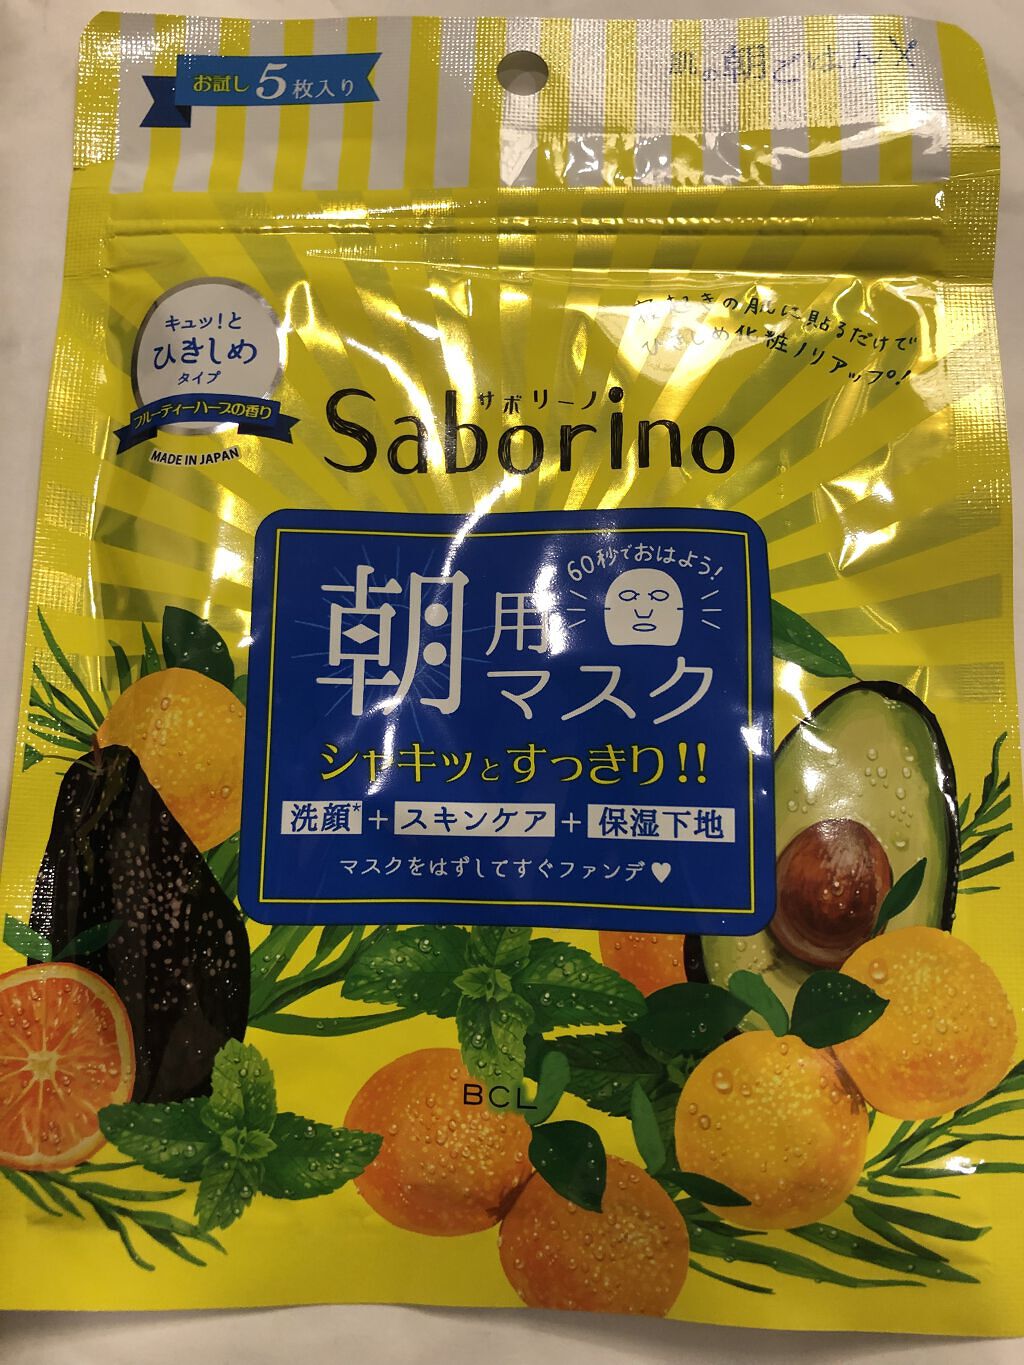 お試し5枚入り
肌の朝ごはん
キュッ!と
ひきしめ
タイプ
フルーティーハーブの香り
MADE IN JAPAN
寝起きの肌に貼るだけで
ひきしめ化粧ノリアップ!
サボリーノ
Saborino
60秒でおはよう!
朝用マスク
シャキッとすっきり!!
洗顔*+スキンケア+保湿下地
マスクをはずしてすぐファンデ♥
BCL